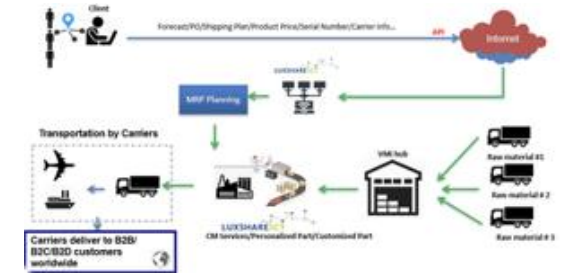 Client
Forecast/PO/Shipping Plan/Product Price/Serial Number/Carrier Info...
API
Internet
LUXSHARE ICT
MRP Planning
Transportation by Carriers
VMI hub
Raw material #1
Raw material # 2
Raw material # 3
LUXSHARE ICT
CM Services/Personalized Part/Customized Part
Carriers deliver to B2B/
B2C/B2D customers
worldwide